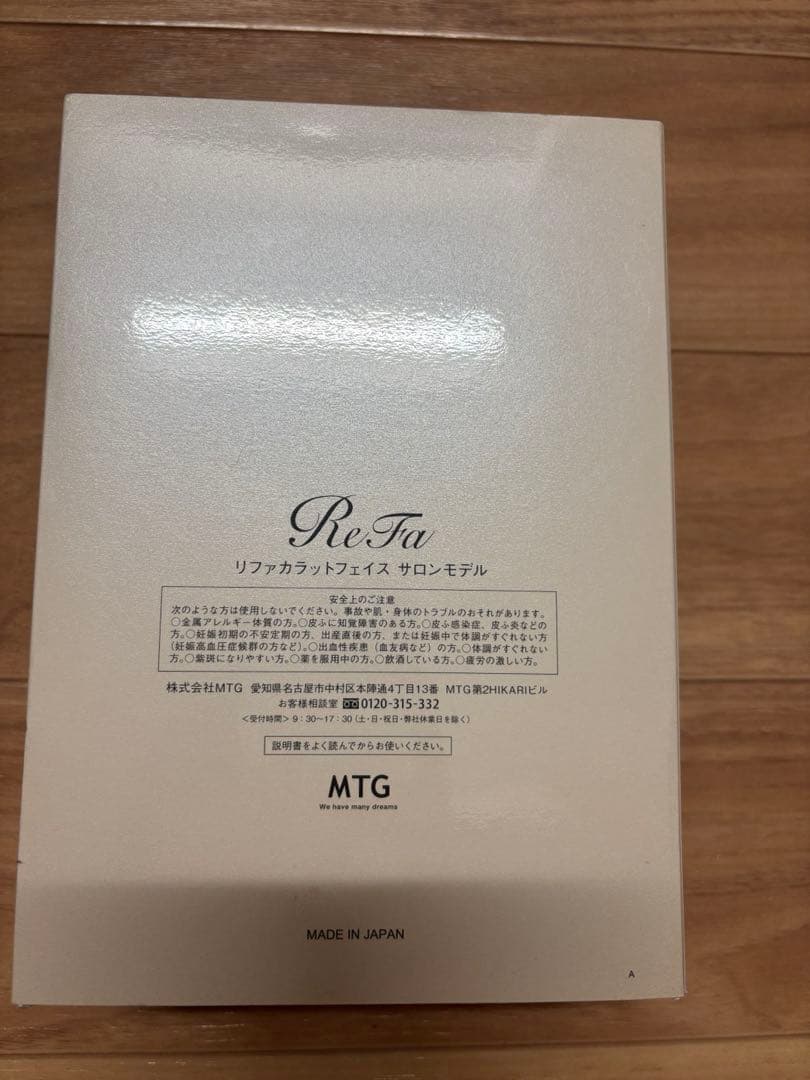 ReFa
リファカラットフェイス サロンモデル
安全上のご注意
次のような方は使用しないでください。事故や肌・身体のトラブルのおそれがあります。
○金属アレルギー体質の方。○皮ふに知覚障害のある方。○皮ふ感染症、皮ふ炎などの
方。○妊娠初期の不安定期の方、出産直後の方、または妊娠中で体調がすぐれない方
(妊娠高血圧症候群の方など)。○出血性疾患（血友病など）の方。○体調がすぐれない
方。○紫斑になりやすい方。○薬を服用中の方。○飲酒している方。○疲労の激しい方。
株式会社MTG 愛知県名古屋市中村区本陣通4丁目13番 MTG第2HIKARIビル
お客様相談室 0120-315-332
＜受付時間＞9：30～17：30（土・日・祝日・弊社休業日を除く）
説明書をよく読んでからお使いください。
MTG
We have many dreams
MADE IN JAPAN
A